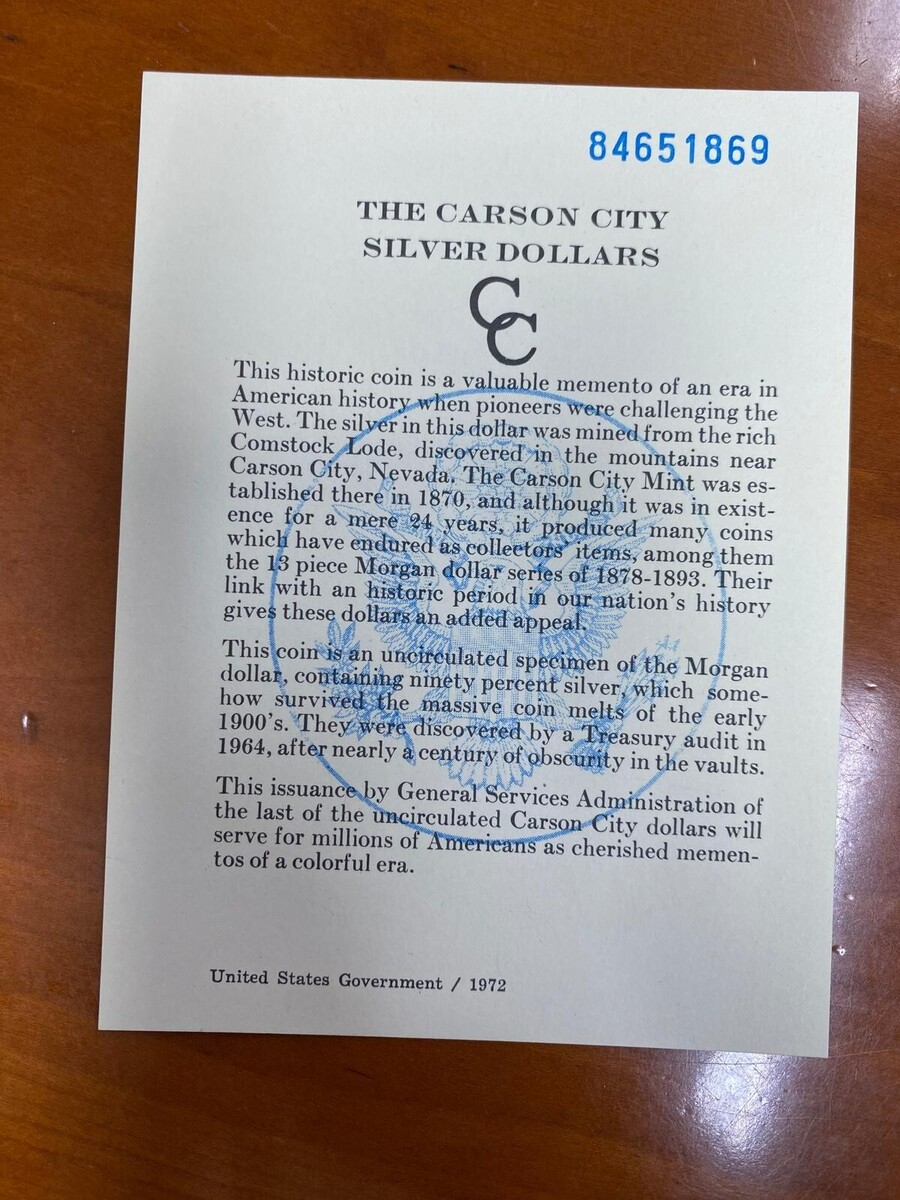 84651869
THE CARSON CITY
SILVER DOLLARS
CC
This historic coin is a valuable memento of an era in
American history when pioneers were challenging the
West. The silver in this dollar was mined from the rich
Comstock Lode, discovered in the mountains near
Carson City, Nevada. The Carson City Mint was es-
tablished there in 1870, and although it was in exist-
ence for a mere 24 years, it produced many coins
which have endured as collectors' items, among them
the 13 piece Morgan dollar series of 1878-1893. Their
link with an historic period in our nation's history
gives these dollars an added appeal.
This coin is an uncirculated specimen of the Morgan
dollar, containing ninety percent silver, which some-
how survived the massive coin melts of the early
1900's. They were discovered by a Treasury audit in
1964, after nearly a century of obscurity in the vaults.
This issuance by General Services Administration of
the last of the uncirculated Carson City dollars will
serve for millions of Americans as cherished memen-
tos of a colorful era.
United States Government / 1972